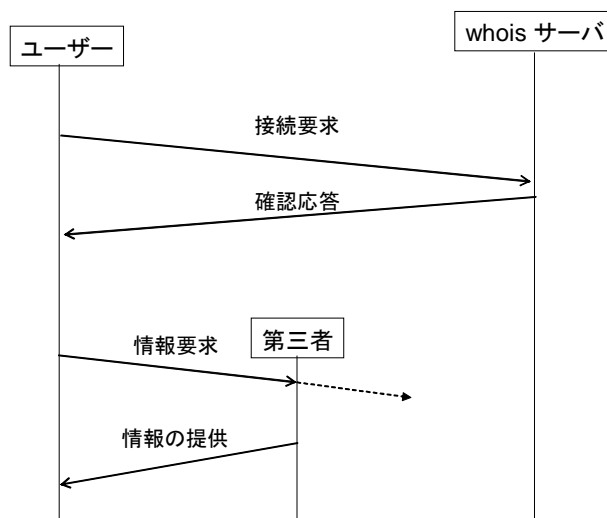 ユーザー
whois サーバ
接続要求
確認応答
第三者
情報要求
情報の提供